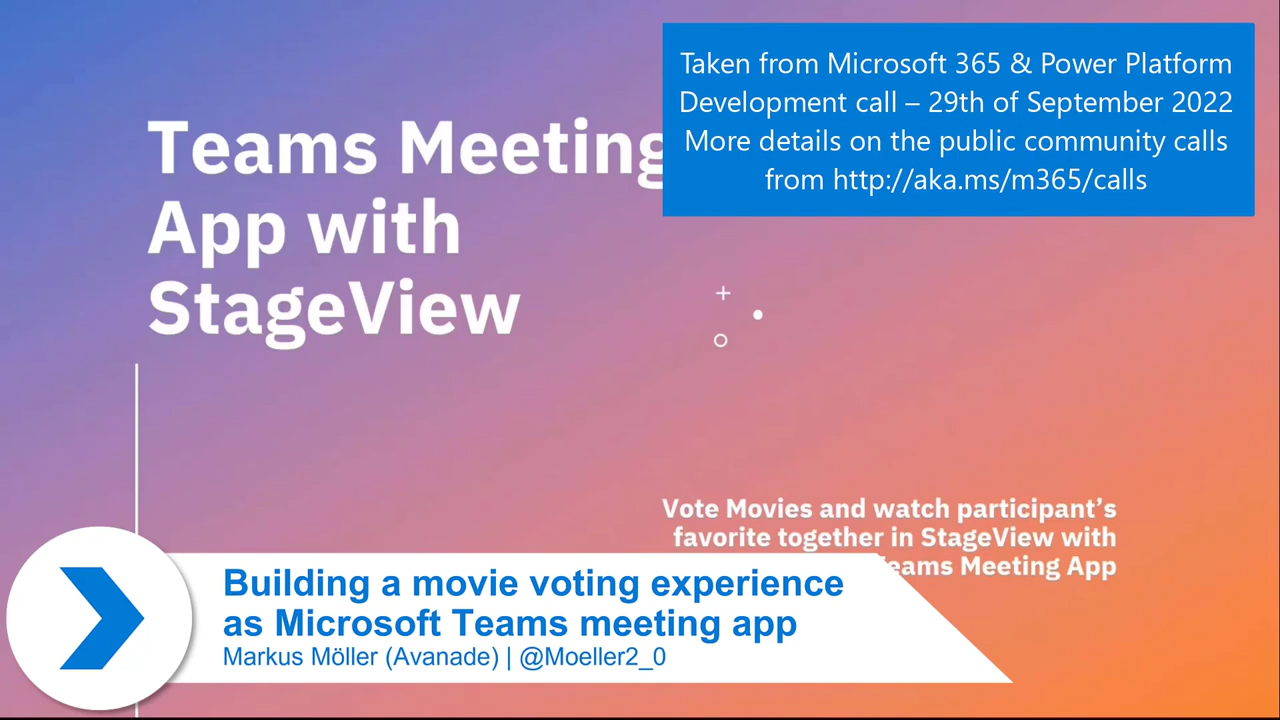 Taken from Microsoft 365 & Power Platform
Development call – 29th of September 2022
More details on the public community calls
from http://aka.ms/m365/calls
Teams Meeting
App with
StageView
Vote Movies and watch participant's
favorite together in StageView with
Teams Meeting App
Building a movie voting experience
as Microsoft Teams meeting app
Markus Möller (Avanade) | @Moeller2_0